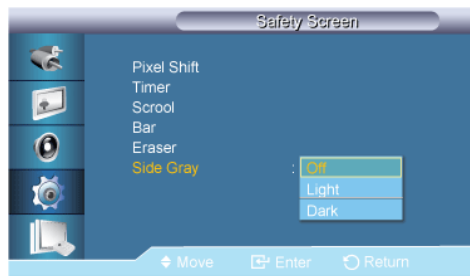 Safety Screen
Pixel Shift
Timer
Scrool
Bar
Eraser
Side Gray : Off
Light
Dark
Move Enter Return